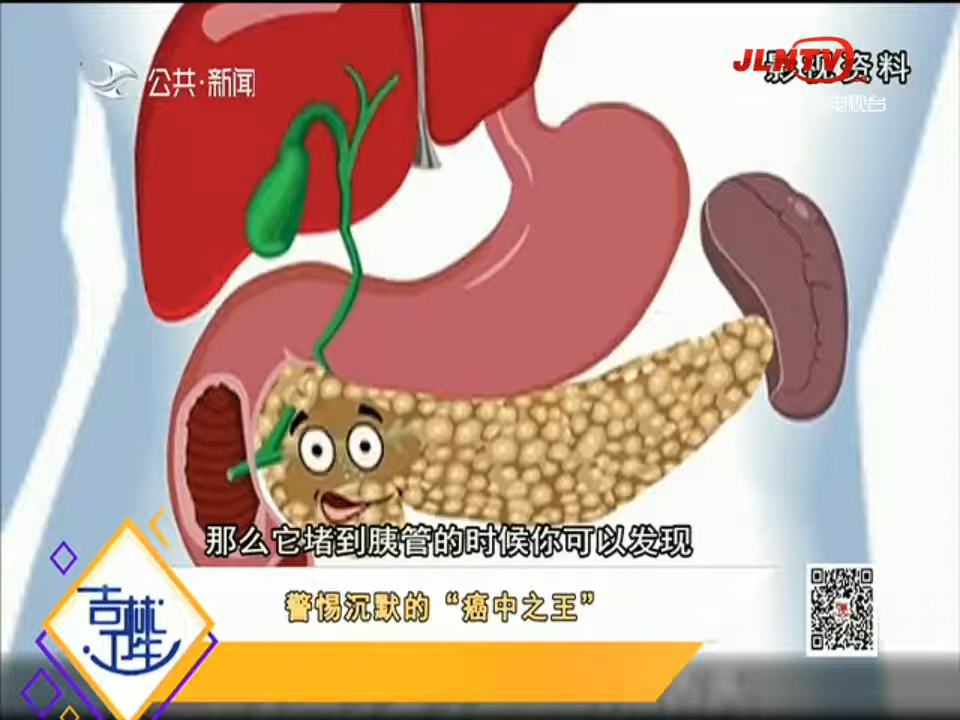 公共·新闻
JLMTV
影视资料
电视台
那么它堵到胰管的时候你可以发现
警惕沉默的“癌中之王”
吉林卫生